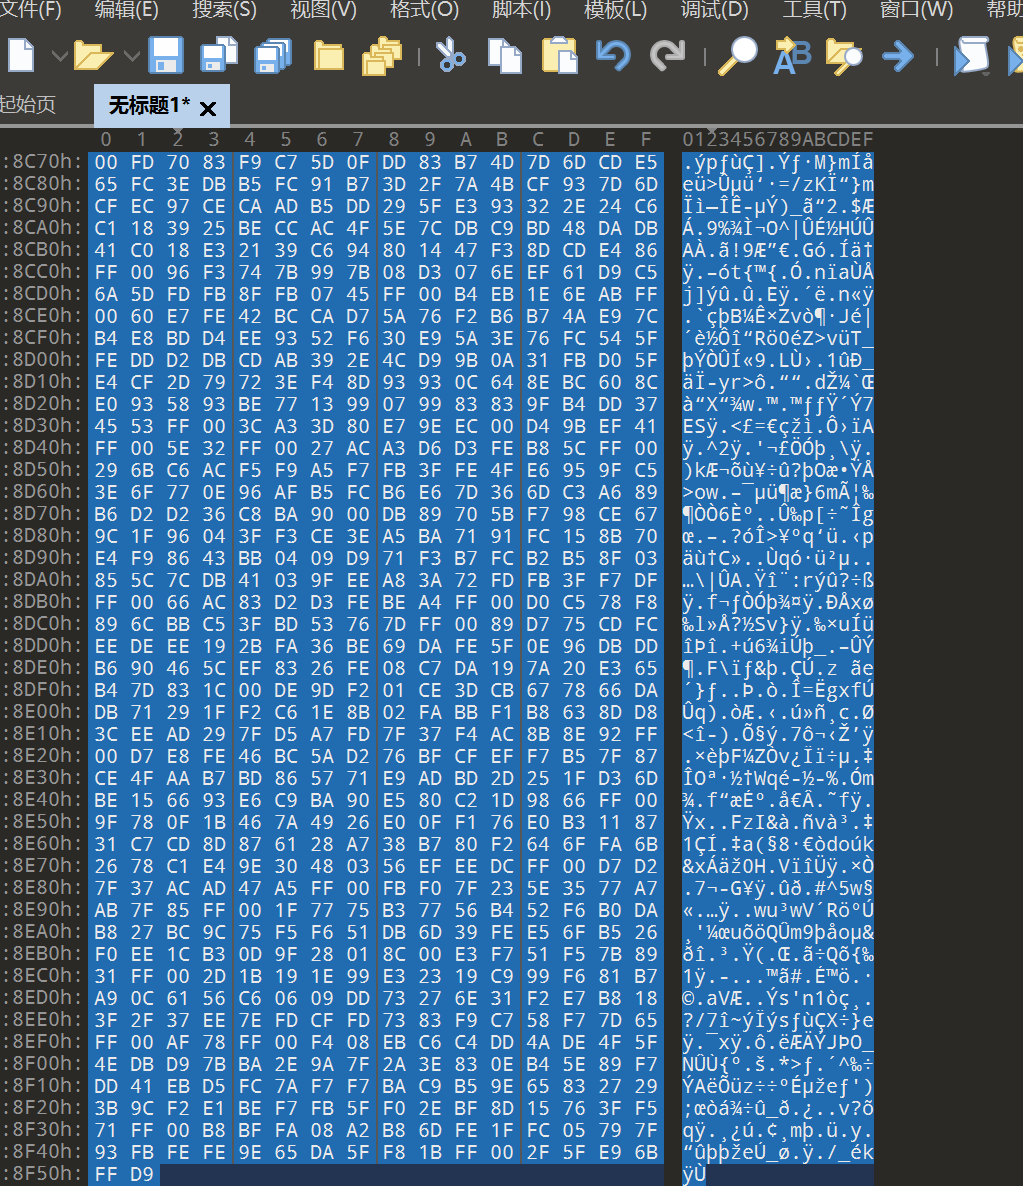 文件(F) 编辑(E) 搜索(S) 视图(V) 格式(O) 脚本(I) 模板(L) 调试(D) 工具(T) 窗口(W) 帮助
起始页 无标题1*
0 1 2 3 4 5 6 7 8 9 A B C D E F 0123456789ABCDEF
:8C70h: 00 FD 70 83 F9 C7 5D 0F DD 83 B7 4D 7D 6D CD E5 .ýpƒùÇ].Ýƒ·M}mÍå
:8C80h: 65 FC 3E DB B5 FC 91 B7 3D 2F 7A 4B CF 93 7D 6D eü>Ûµü‘·=/zKÏ“}m
:8C90h: CF EC 97 CE CA AD B5 DD 29 5F E3 93 32 2E 24 C6 Ïì—ÎÊ-µÝ)_ã“2.$Æ
:8CA0h: C1 18 39 25 BE CC AC 4F 5E 7C DB C9 BD 48 DA DB Á.9%¾Ì¬O^|ÛÉ½HÚÛ
:8CB0h: 41 C0 18 E3 21 39 C6 94 80 14 47 F3 8D CD E4 86 AÀ.ã!9Æ”€.Gó.Íä†
:8CC0h: FF 00 96 F3 74 7B 99 7B 08 D3 07 6E EF 61 D9 C5 ÿ.–ót{™{.Ó.nïaÙÅ
:8CD0h: 6A 5D FD FB 8F FB 07 45 FF 00 B4 EB 1E 6E AB FF j]ýû.û.Eÿ.´ë.n«ÿ
:8CE0h: 00 60 E7 FE 42 BC CA D7 5A 76 F2 B6 B7 4A E9 7C .`çþB¼Ê×Zvò¶·Jé|
:8CF0h: B4 E8 BD D4 EE 93 52 F6 30 E9 5A 3E 76 FC 54 5F ´è½Ôî“Rö0éZ>vüT_
:8D00h: FE DD D2 DB CD AB 39 2E 4C D9 9B 0A 31 FB D0 5F þÝÒÛÍ«9.LÙ›.1ûÐ_
:8D10h: E4 CF 2D 79 72 3E F4 8D 93 93 0C 64 8E BC 60 8C äÏ-yr>ô.““.dŽ¼`Œ
:8D20h: E0 93 58 93 BE 77 13 99 07 99 83 83 9F B4 DD 37 à“X“¾w.™.™ƒƒŸ´Ý7
:8D30h: 45 53 FF 00 3C A3 3D 80 E7 9E EC 00 D4 9B EF 41 ESÿ.<£=€çžì.Ô›ïA
:8D40h: FF 00 5E 32 FF 00 27 AC A3 D6 D3 FE B8 5C FF 00 ÿ.^2ÿ.'¬£ÖÓþ¸\ÿ.
:8D50h: 29 6B C6 AC F5 F9 A5 F7 FB 3F FE 4F E6 95 9F C5 )kÆ¬õù¥÷û?þOæ•ŸÅ
:8D60h: 3E 6F 77 0E 96 AF B5 FC B6 E6 7D 36 6D C3 A6 89 >ow.–¯µü¶æ}6mÃ¦‰
:8D70h: B6 D2 D2 36 C8 BA 90 00 DB 89 70 5B F7 98 CE 67 ¶ÒÒ6Èº..Û‰p[÷˜Îg
:8D80h: 9C 1F 96 04 3F F3 CE 3E A5 BA 71 91 FC 15 8B 70 œ.–.?óÎ>¥ºq‘ü.‹p
:8D90h: E4 F9 86 43 BB 04 09 D9 71 F3 B7 FC B2 B5 8F 03 äù†C»..Ùqó·ü²µ..
:8DA0h: 85 5C 7C DB 41 03 9F EE A8 3A 72 FD FB 3F F7 DF …\|ÛA.Ÿî¨:rýû?÷ß
:8DB0h: FF 00 66 AC 83 D2 D3 FE BE A4 FF 00 D0 C5 78 F8 ÿ.f¬ƒÒÓþ¾¤ÿ.ÐÅxø
:8DC0h: 89 6C BB C5 3F BD 53 76 7D FF 00 89 D7 75 CD FC ‰l»Å?½Sv}ÿ.‰×uÍü
:8DD0h: EE DE EE 19 2B FA 36 BE 69 DA FE 5F 0E 96 DB DD îÞî.+ú6¾iÚþ_.–ÛÝ
:8DE0h: B6 90 46 5C EF 83 26 FE 08 C7 DA 19 7A 20 E3 65 ¶.F\ïƒ&þ.ÇÚ.z ãe
:8DF0h: B4 7D 83 1C 00 DE 9D F2 01 CE 3D CB 67 78 66 DA ´}ƒ..Þ.ò.Î=ËgxfÚ
:8E00h: DB 71 29 1F F2 C6 1E 8B 02 FA BB F1 B8 63 8D D8 Ûq).òÆ.‹.ú»ñ¸c.Ø
:8E10h: 3C EE AD 29 7F D5 A7 FD 7F 37 F4 AC 8B 8E 92 FF <î-).Õ§ý.7ô¬‹Ž’ÿ
:8E20h: 00 D7 E8 FE 46 BC 5A D2 76 BF CF EF F7 B5 7F 87 .×èþF¼ZÒv¿Ïï÷µ.‡
:8E30h: CE 4F AA B7 BD 86 57 71 E9 AD BD 2D 25 1F D3 6D ÎOª·½†Wqé-½-%.Óm
:8E40h: BE 15 66 93 E6 C9 BA 90 E5 80 C2 1D 98 66 FF 00 ¾.f“æÉº.å€Â.˜fÿ.
:8E50h: 9F 78 0F 1B 46 7A 49 26 E0 0F F1 76 E0 B3 11 87 Ÿx..FzI&à.ñvà³.‡
:8E60h: 31 C7 CD 8D 87 61 28 A7 38 B7 80 F2 64 6F FA 6B 1ÇÍ.‡a(§8·€òdoúk
:8E70h: 26 78 C1 E4 9E 30 48 03 56 EF EE DC FF 00 D7 D2 &xÁäž0H.VïîÜÿ.×Ò
:8E80h: 7F 37 AC AD 47 A5 FF 00 FB F0 7F 23 5E 35 77 A7 .7¬-G¥ÿ.ûð.#^5w§
:8E90h: AB 7F 85 FF 00 1F 77 75 B3 77 56 B4 52 F6 B0 DA «.…ÿ..wu³wV´Rö°Ú
:8EA0h: B8 27 BC 9C 75 F5 F6 51 DB 6D 39 FE E5 6F B5 26 ¸'¼œuõöQÛm9þåoµ&
:8EB0h: F0 EE 1C B3 0D 9F 28 01 8C 00 E3 F7 51 F5 7B 89 ðî.³.Ÿ(.Œ.ã÷Qõ{‰
:8EC0h: 31 FF 00 2D 1B 19 1E 99 E3 23 19 C9 99 F6 81 B7 1ÿ.-...™ã#.É™ö.·
:8ED0h: A9 0C 61 56 C6 06 09 DD 73 27 6E 31 F2 E7 B8 18 ©.aVÆ..Ýs'n1òç¸.
:8EE0h: 3F 2F 37 EE 7E FD CF FD 73 83 F9 C7 58 F7 7D 65 ?/7î~ýÏýsƒùÇX÷}e
:8EF0h: FF 00 AF 78 FF 00 F4 08 EB C6 C4 DD 4A DE 4F 5F ÿ.¯xÿ.ô.ëÆÄÝJÞO_
:8F00h: 4E DB D9 7B BA 2E 9A 7F 2A 3E 83 0E B4 5E 89 F7 NÛÙ{º.š.*>ƒ.´^‰÷
:8F10h: DD 41 EB D5 FC 7A F7 F7 BA C9 B5 9E 65 83 27 29 ÝAëÕüz÷÷ºÉµžeƒ')
:8F20h: 3B 9C F2 E1 BE F7 FB 5F F0 2E BF 8D 15 76 3F F5 ;œòá¾÷û_ð.¿..v?õ
:8F30h: 71 FF 00 B8 BF FA 08 A2 B8 6D FE 1F FC 05 79 7F qÿ.¸¿ú.¢¸mþ.ü.y.
:8F40h: 93 FB FE FE 9E 65 DA 5F F8 1B FF 00 2F 5F E9 6B “ûþþžeÚ_ø.ÿ./_ék
:8F50h: FF D9 ÿÙ